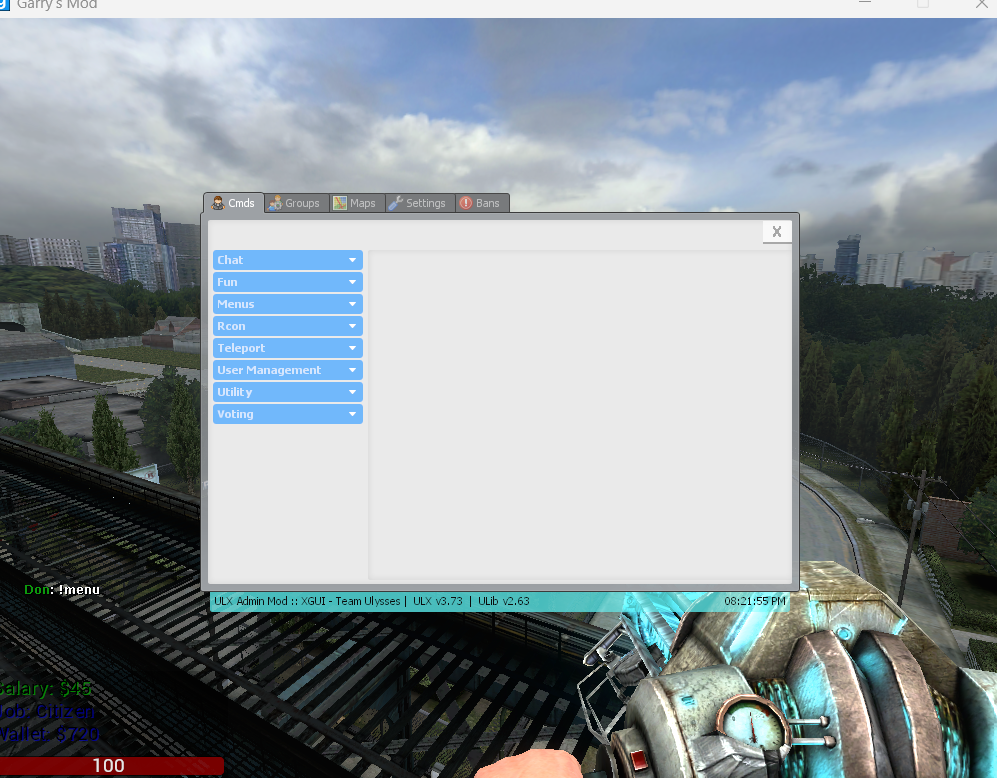 Garry's Mod
Cmds Groups Maps Settings Bans
X
Chat
Fun
Menus
Rcon
Teleport
User Management
Utility
Voting
Don: !menu
ULX Admin Mod :: XGUI - Team Ulysses | ULX v3.73 | ULib v2.63 08:21:55 PM
Salary: $45
Job: Citizen
Wallet: $720
100